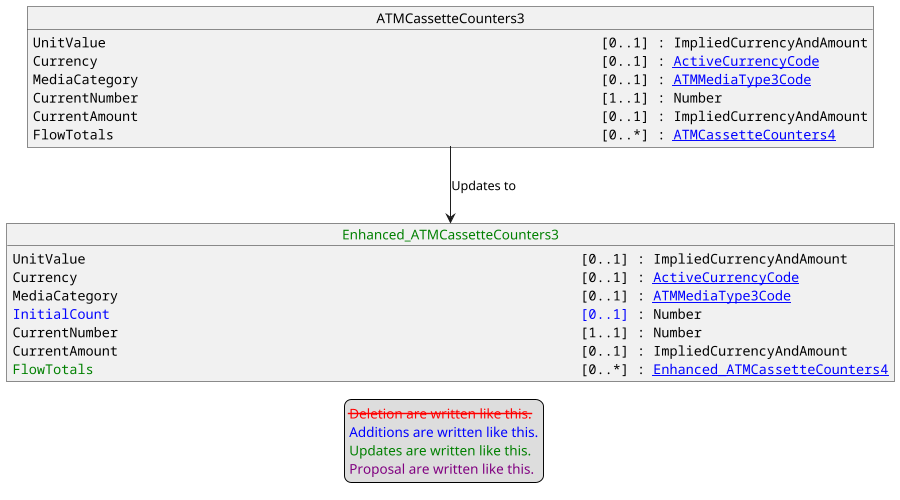 ATMCassetteCounters3
UnitValue [0..1] : ImpliedCurrencyAndAmount
Currency [0..1] : ActiveCurrencyCode
MediaCategory [0..1] : ATMMediaType3Code
CurrentNumber [1..1] : Number
CurrentAmount [0..1] : ImpliedCurrencyAndAmount
FlowTotals [0..*] : ATMCassetteCounters4
Updates to
Enhanced_ATMCassetteCounters3
UnitValue [0..1] : ImpliedCurrencyAndAmount
Currency [0..1] : ActiveCurrencyCode
MediaCategory [0..1] : ATMMediaType3Code
InitialCount [0..1] : Number
CurrentNumber [1..1] : Number
CurrentAmount [0..1] : ImpliedCurrencyAndAmount
FlowTotals [0..*] : Enhanced_ATMCassetteCounters4
Deletion are written like this.
Additions are written like this.
Updates are written like this.
Proposal are written like this.